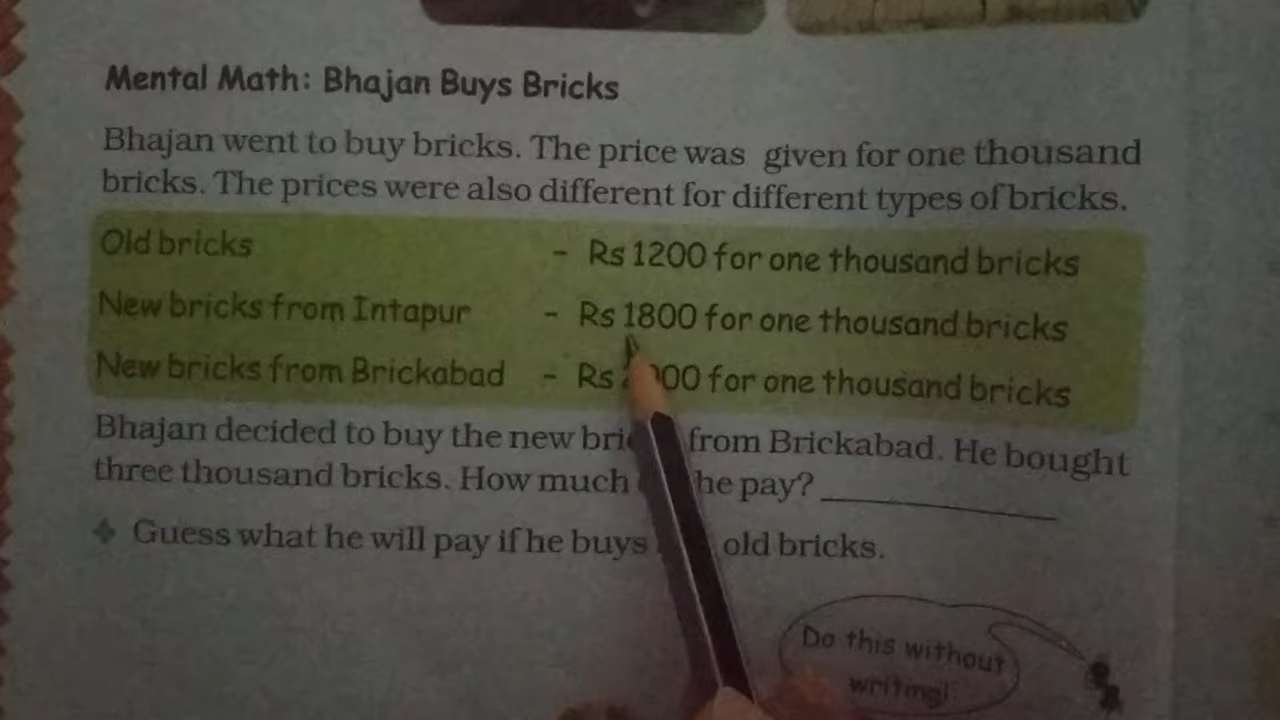 Mental Math: Bhajan Buys Bricks
Bhajan went to buy bricks. The price was given for one thousand
bricks. The prices were also different for different types of bricks.
Old bricks - Rs 1200 for one thousand bricks
New bricks from Intapur - Rs 1800 for one thousand bricks
New bricks from Brickabad - Rs 000 for one thousand bricks
Bhajan decided to buy the new from Brickabad. He bought
three thousand bricks. How much he pay?
Guess what he will pay if he buys old bricks.
Do this without
writing!